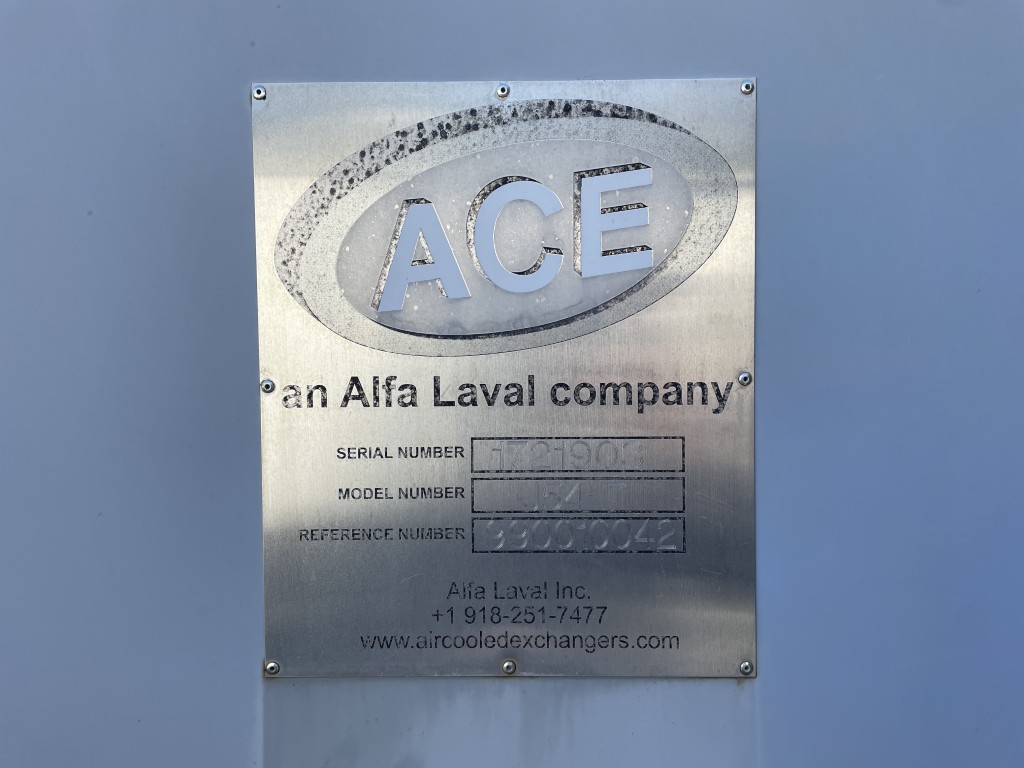 ACE
an Alfa Laval company
SERIAL NUMBER
MODEL NUMBER
REFERENCE NUMBER 390010042
Alfa Laval Inc.
+1 918-251-7477
www.aircooledexchangers.com